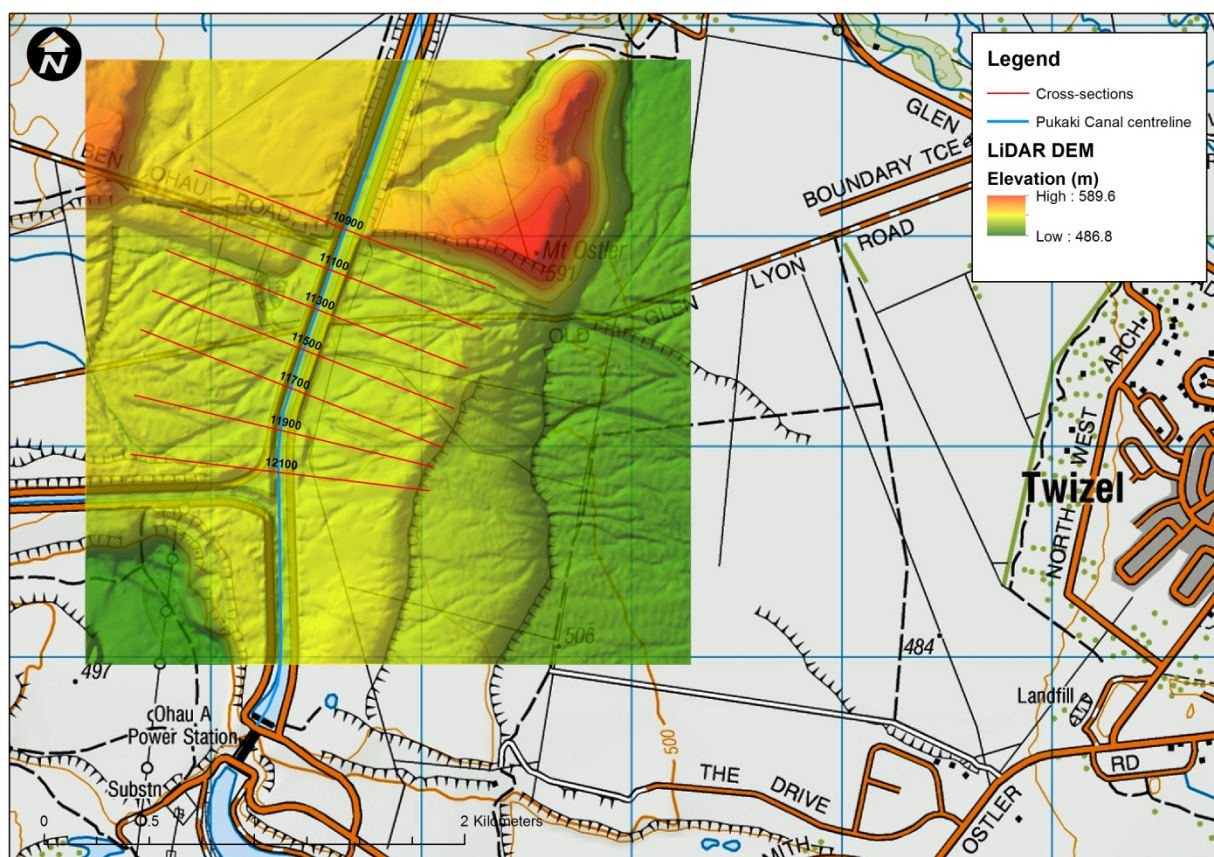 N
Legend
Cross-sections
Pukaki Canal centreline
LiDAR DEM
Elevation (m)
High : 589.6
Low : 486.8
GLEN
BOUNDARY TCE
BEN OHAU ROAD
10900
11100
11300
11500
11700
11900
12100
660
Mt Ostler
591
OLD GLEN LYON ROAD
NORTH WEST ARCH
Twizel
506
484
497
Ohau A
Power Station
Substn
Landfill
500
THE DRIVE
OSTLER
RD
0
0.5
2 Kilometers